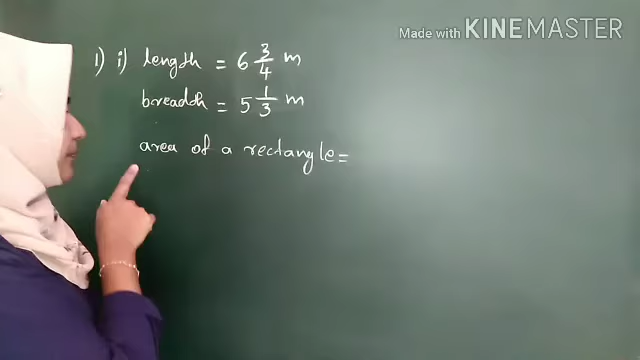 Made with KINEMASTER
1) i) length = 6 3/4 m
breadth = 5 1/3 m
area of a rectangle =